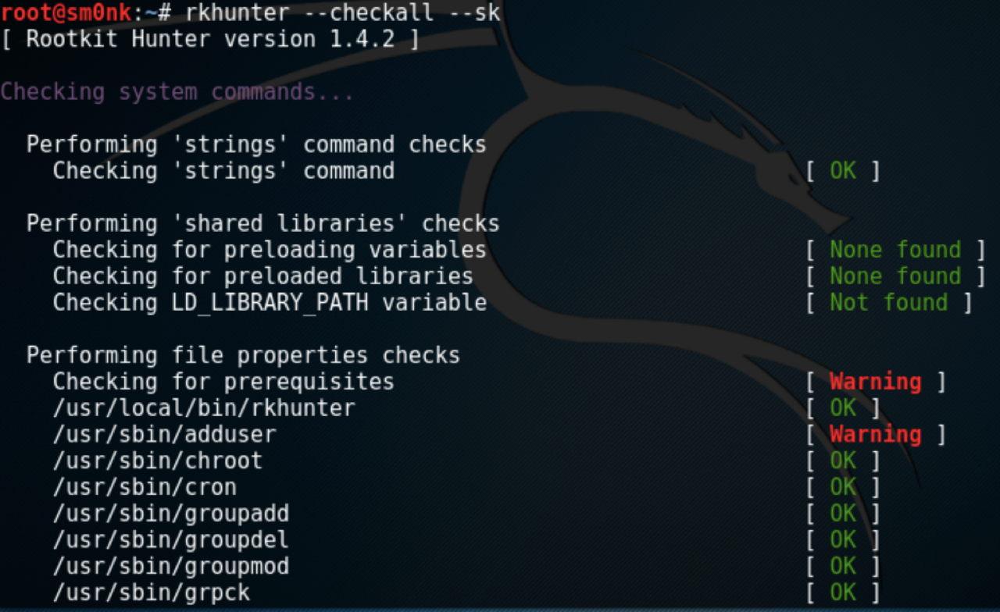 root@sm0nk:~# rkhunter --checkall --sk
[ Rootkit Hunter version 1.4.2 ]
Checking system commands...
Performing 'strings' command checks
Checking 'strings' command [ OK ]
Performing 'shared libraries' checks
Checking for preloading variables [ None found ]
Checking for preloaded libraries [ None found ]
Checking LD_LIBRARY_PATH variable [ Not found ]
Performing file properties checks
Checking for prerequisites [ Warning ]
/usr/local/bin/rkhunter [ OK ]
/usr/sbin/adduser [ Warning ]
/usr/sbin/chroot [ OK ]
/usr/sbin/cron [ OK ]
/usr/sbin/groupadd [ OK ]
/usr/sbin/groupdel [ OK ]
/usr/sbin/groupmod [ OK ]
/usr/sbin/grpck [ OK ]